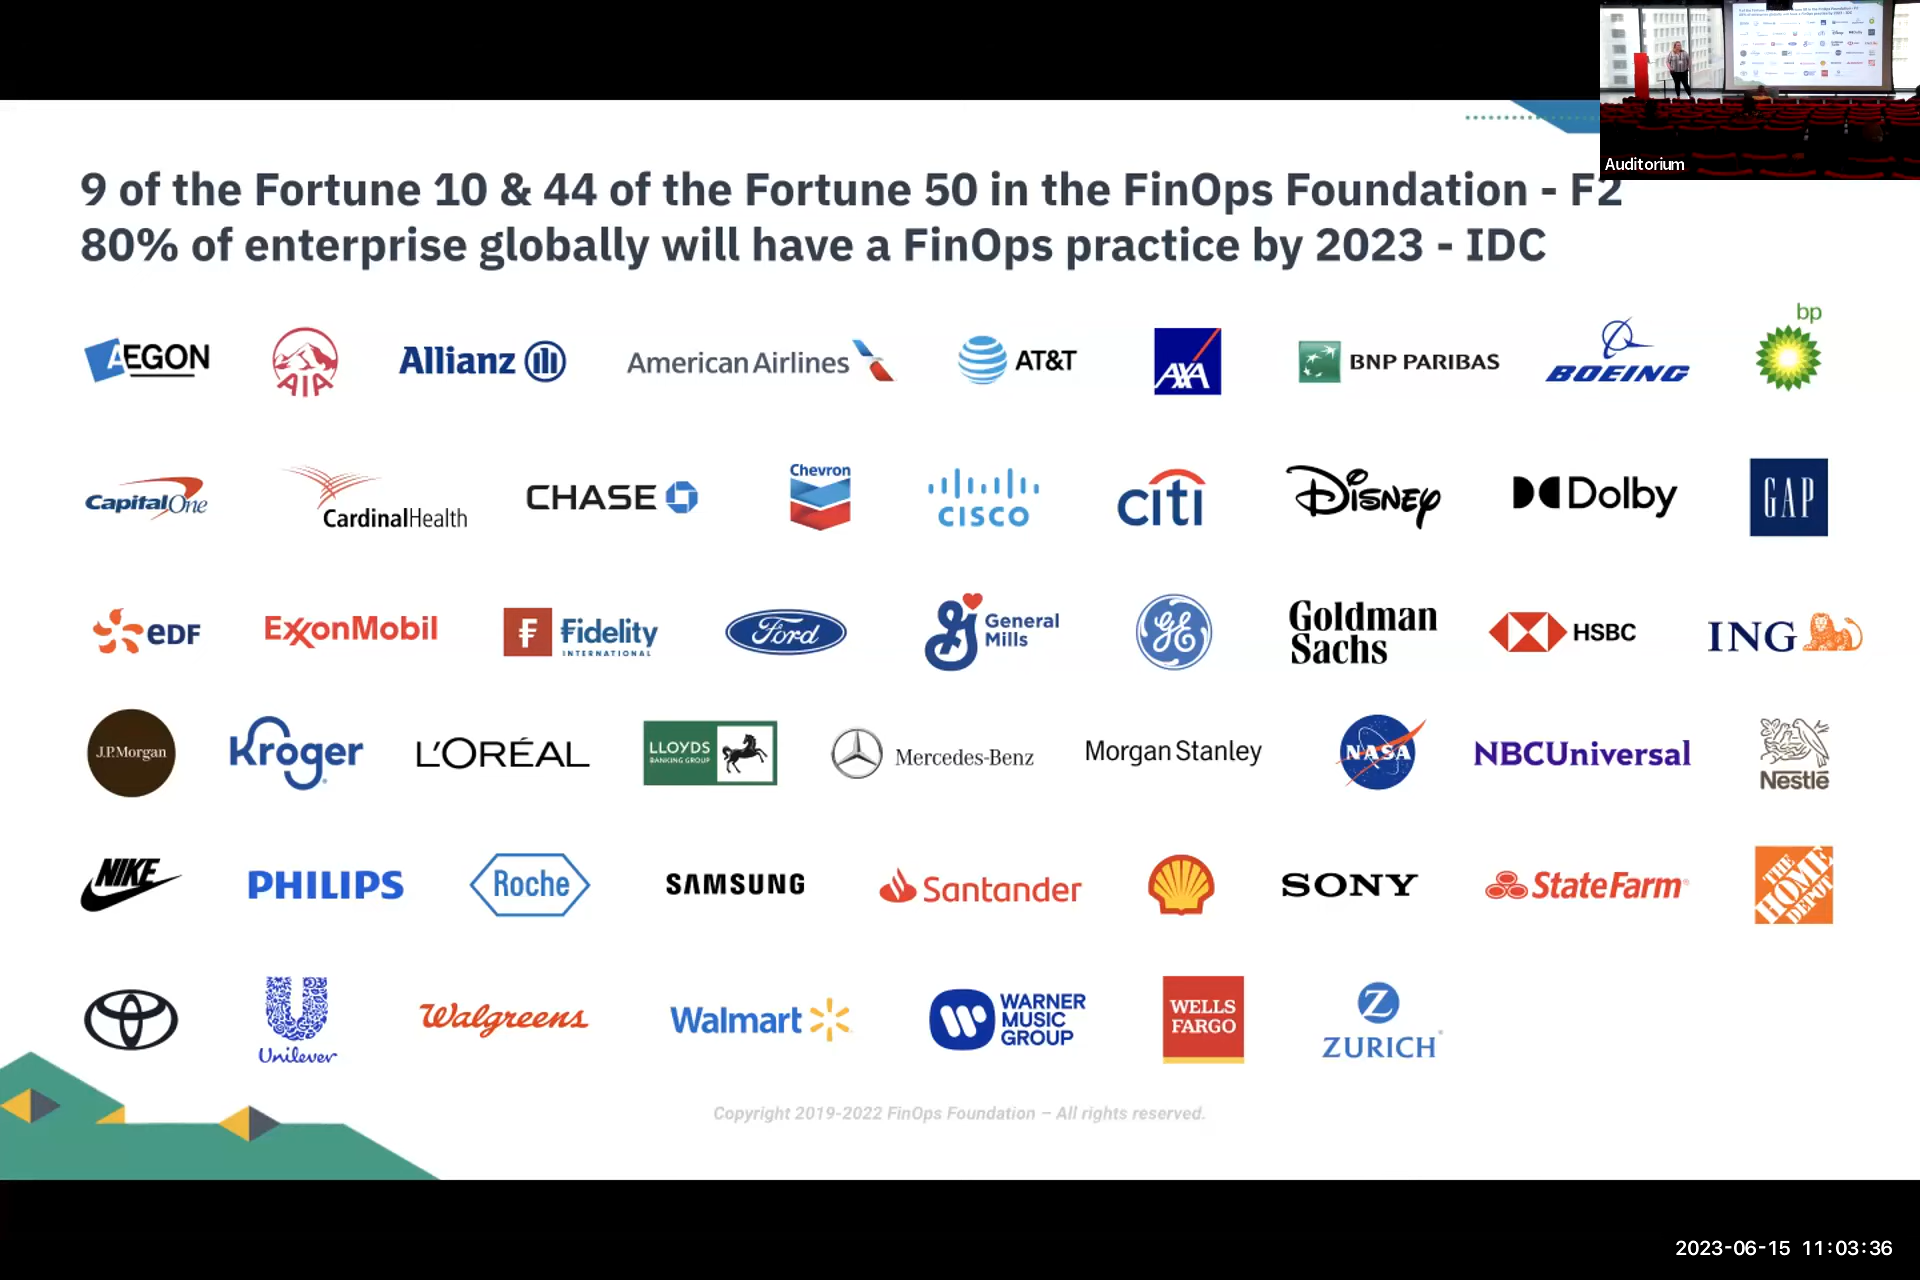 Auditorium
9 of the Fortune 10 & 44 of the Fortune 50 in the FinOps Foundation - F2
80% of enterprise globally will have a FinOps practice by 2023 - IDC
AEGON
AIA
Allianz
American Airlines
AT&T
AXA
BNP PARIBAS
BOEING
bp
Capital One
CardinalHealth
CHASE
Chevron
CISCO
citi
Disney
Dolby
GAP
eDF
ExxonMobil
Fidelity
INTERNATIONAL
Ford
General
Mills
GE
Goldman
Sachs
HSBC
ING
J.P.Morgan
Kroger
L'ORÉAL
LLOYDS
BANKING GROUP
Mercedes-Benz
Morgan Stanley
NASA
NBCUniversal
Nestlé
NIKE
PHILIPS
Roche
SAMSUNG
Santander
SONY
StateFarm®
THE
HOME
DEPOT
Unilever
Walgreens
Walmart
WARNER
MUSIC
GROUP
WELLS
FARGO
Z
ZURICH®
Copyright 2019-2022 FinOps Foundation – All rights reserved.
2023-06-15 11:03:36